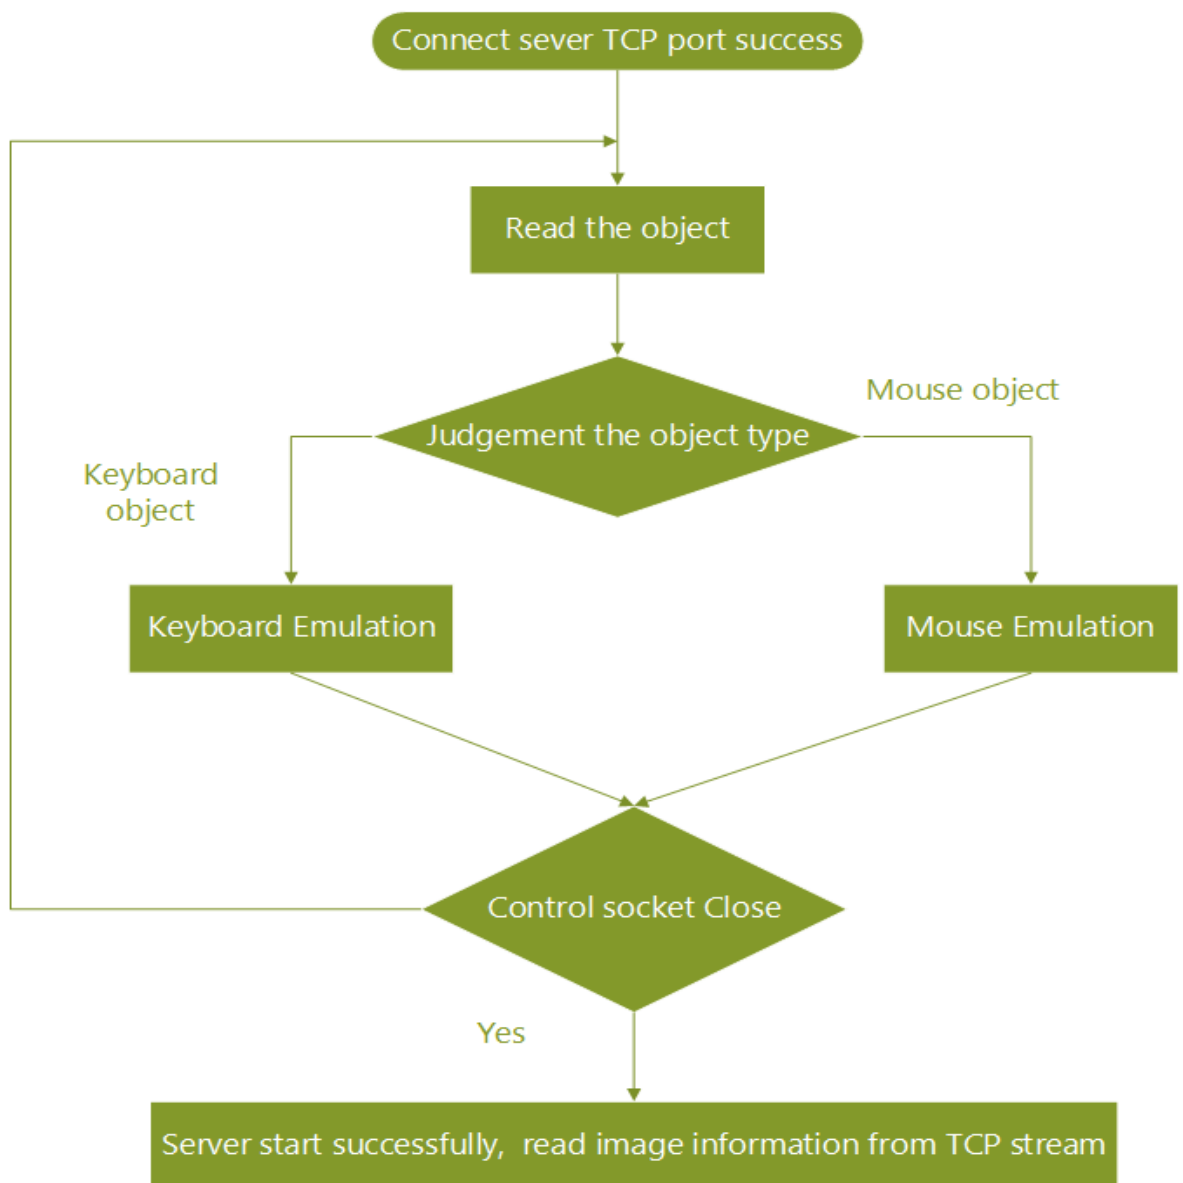 Connect sever TCP port success
Read the object
Mouse object
Judgement the object type
Keyboard
object
Keyboard Emulation
Mouse Emulation
Control socket Close
Yes
Server start successfully, read image information from TCP stream